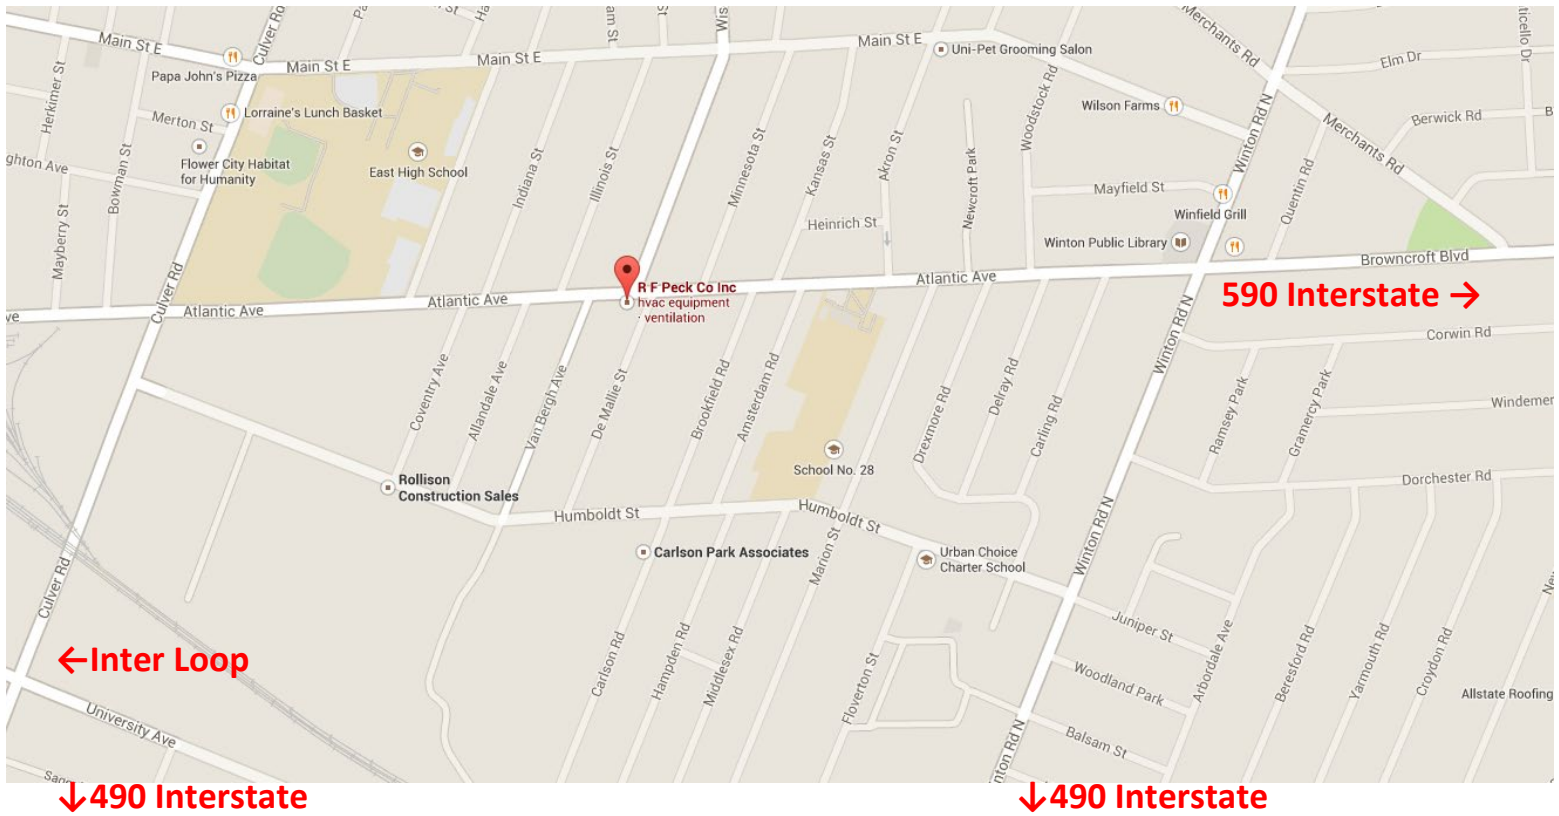 Culver Rd
Main St E
Main St E
Main St E
Main St E
Wis
Uni-Pet Grooming Salon
Merchants Rd
Elm Dr
Papa John's Pizza
Herkimer St
Lorraine's Lunch Basket
Merton St
Flower City Habitat
for Humanity
East High School
Bowman St
Mayberry St
ghton Ave
Indiana St
Illinois St
Minnesota St
Kansas St
Akron St
Heinrich St
Newcroft Park
Woodstock Rd
Wilson Farms
Winton Rd N
Merchants Rd
Berwick Rd
Mayfield St
Quentin Rd
Winfield Grill
Winton Public Library
Culver Rd
Atlantic Ave
Atlantic Ave
R F Peck Co Inc
hvac equipment
- ventilation
Atlantic Ave
Browncroft Blvd
590 Interstate →
Winton Rd N
Corwin Rd
Coventry Ave
Allandale Ave
Van Bergh Ave
De Mallie St
Brookfield Rd
Amsterdam Rd
Drexmore Rd
Delray Rd
Carling Rd
Ramsey Park
Gramercy Park
Windemer
School No. 28
Dorchester Rd
Rollison
Construction Sales
Humboldt St
Humboldt St
Carlson Park Associates
Marion St
Urban Choice
Charter School
Winton Rd N
Culver Rd
Juniper St
←Inter Loop
Carlson Rd
Hampden Rd
Middlesex Rd
Floverton St
Woodland Park
Arbordale Ave
Beresford Rd
Yarmouth Rd
Croydon Rd
Allstate Roofing
University Ave
Balsam St
nton Rd N
↓490 Interstate
↓490 Interstate